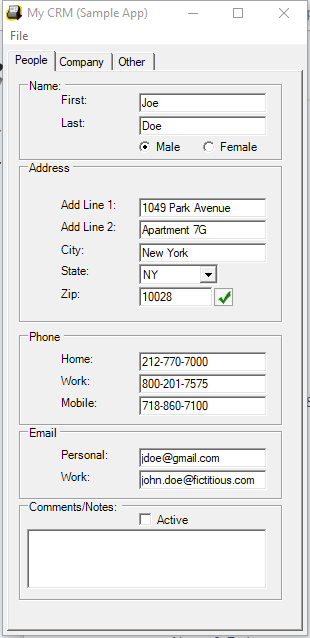 My CRM (Sample App)
File
People Company Other
Name:
First: Joe
Last: Doe
Male Female
Address
Add Line 1: 1049 Park Avenue
Add Line 2: Apartment 7G
City: New York
State: NY
Zip: 10028
Phone
Home: 212-770-7000
Work: 800-201-7575
Mobile: 718-860-7100
Email
Personal: jdoe@gmail.com
Work: john.doe@fictitious.com
Comments/Notes:
Active